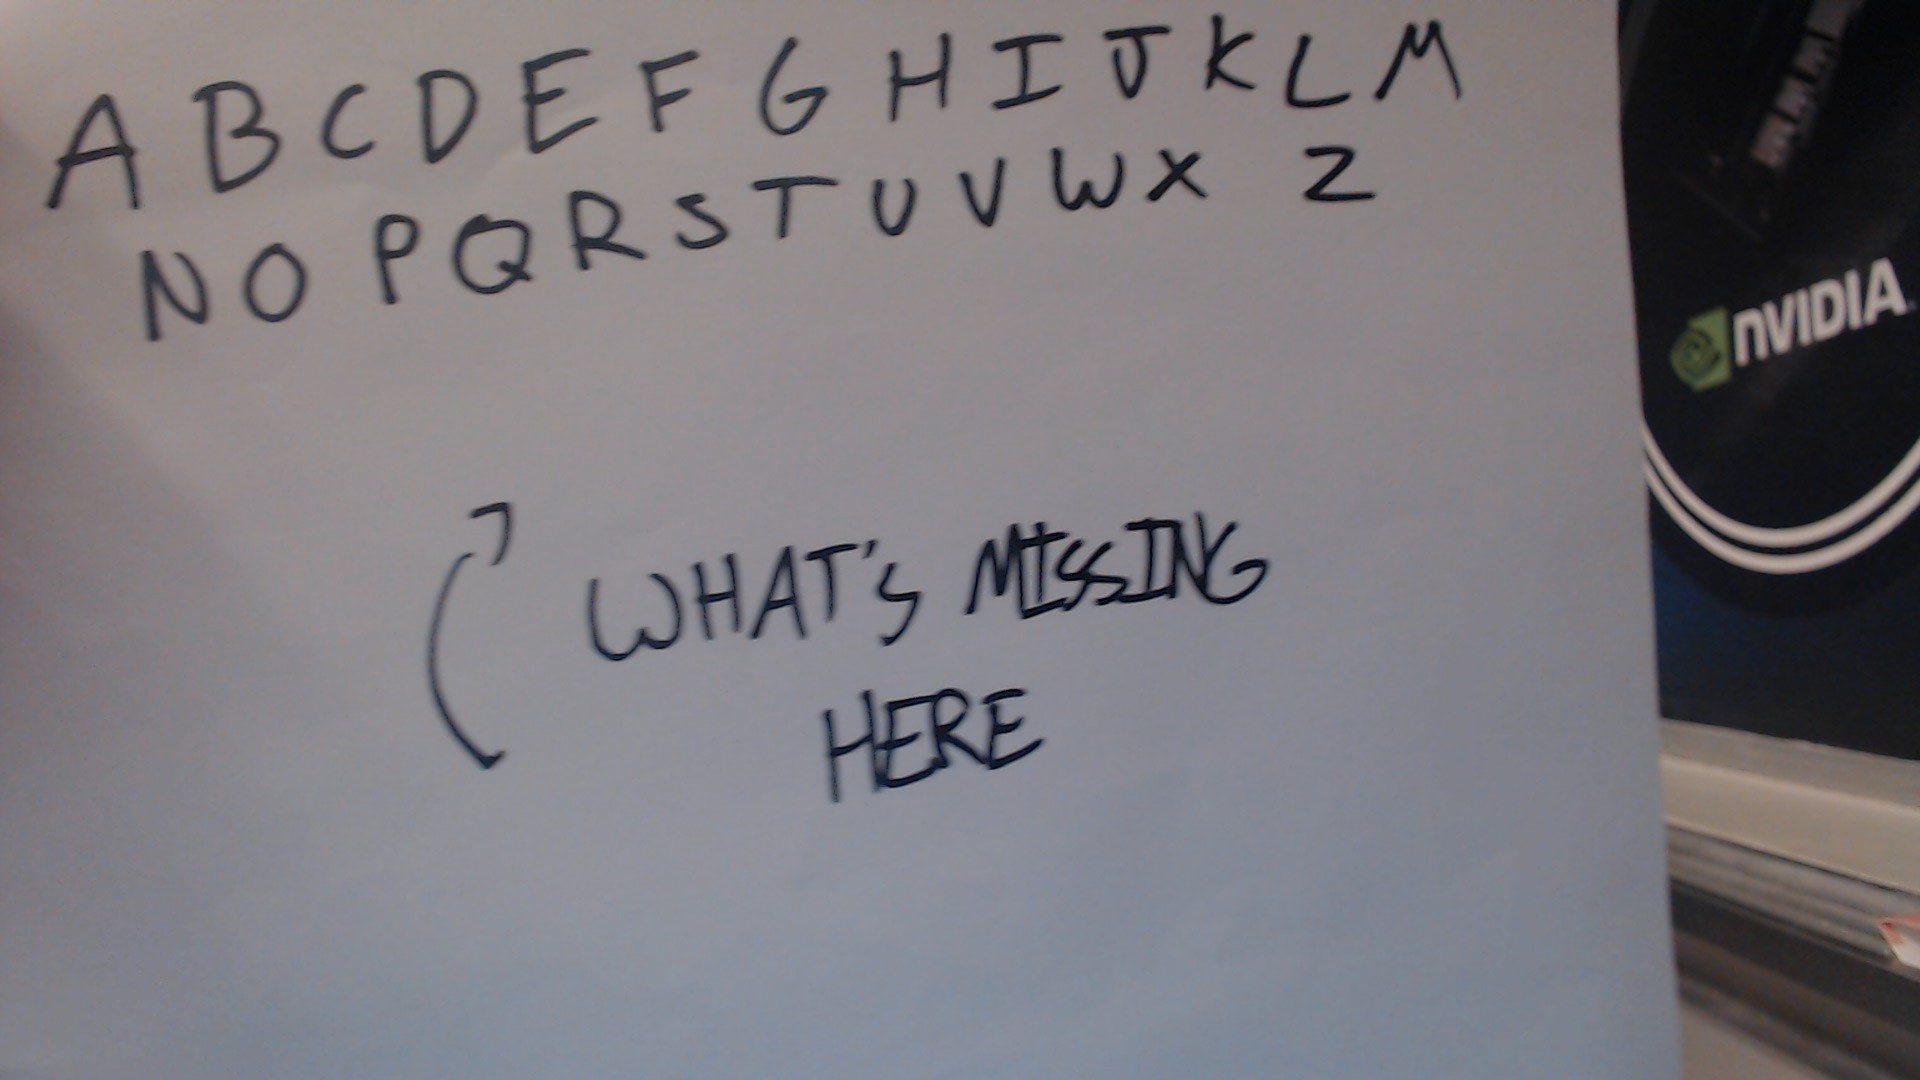 A B C D E F G H I J K L M
N O P Q R S T U V W X Z
WHAT'S MISSING
HERE
NVIDIA